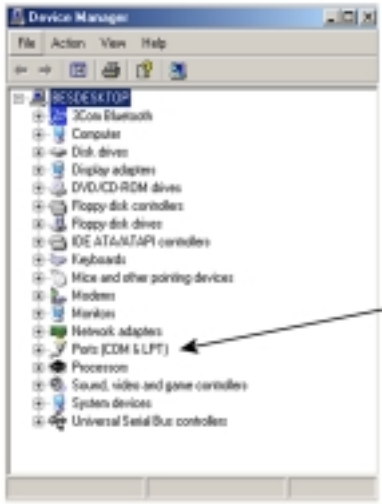 Device Manager
File Action View Help
BESDESKTOP
3Com Bluetooth
Computer
Disk drives
Display adapters
DVD/CD-ROM drives
Floppy disk controllers
Floppy disk drives
IDE ATA/ATAPI controllers
Keyboards
Mice and other pointing devices
Modems
Monitors
Network adapters
Ports (COM & LPT)
Processors
Sound, video and game controllers
System devices
Universal Serial Bus controllers